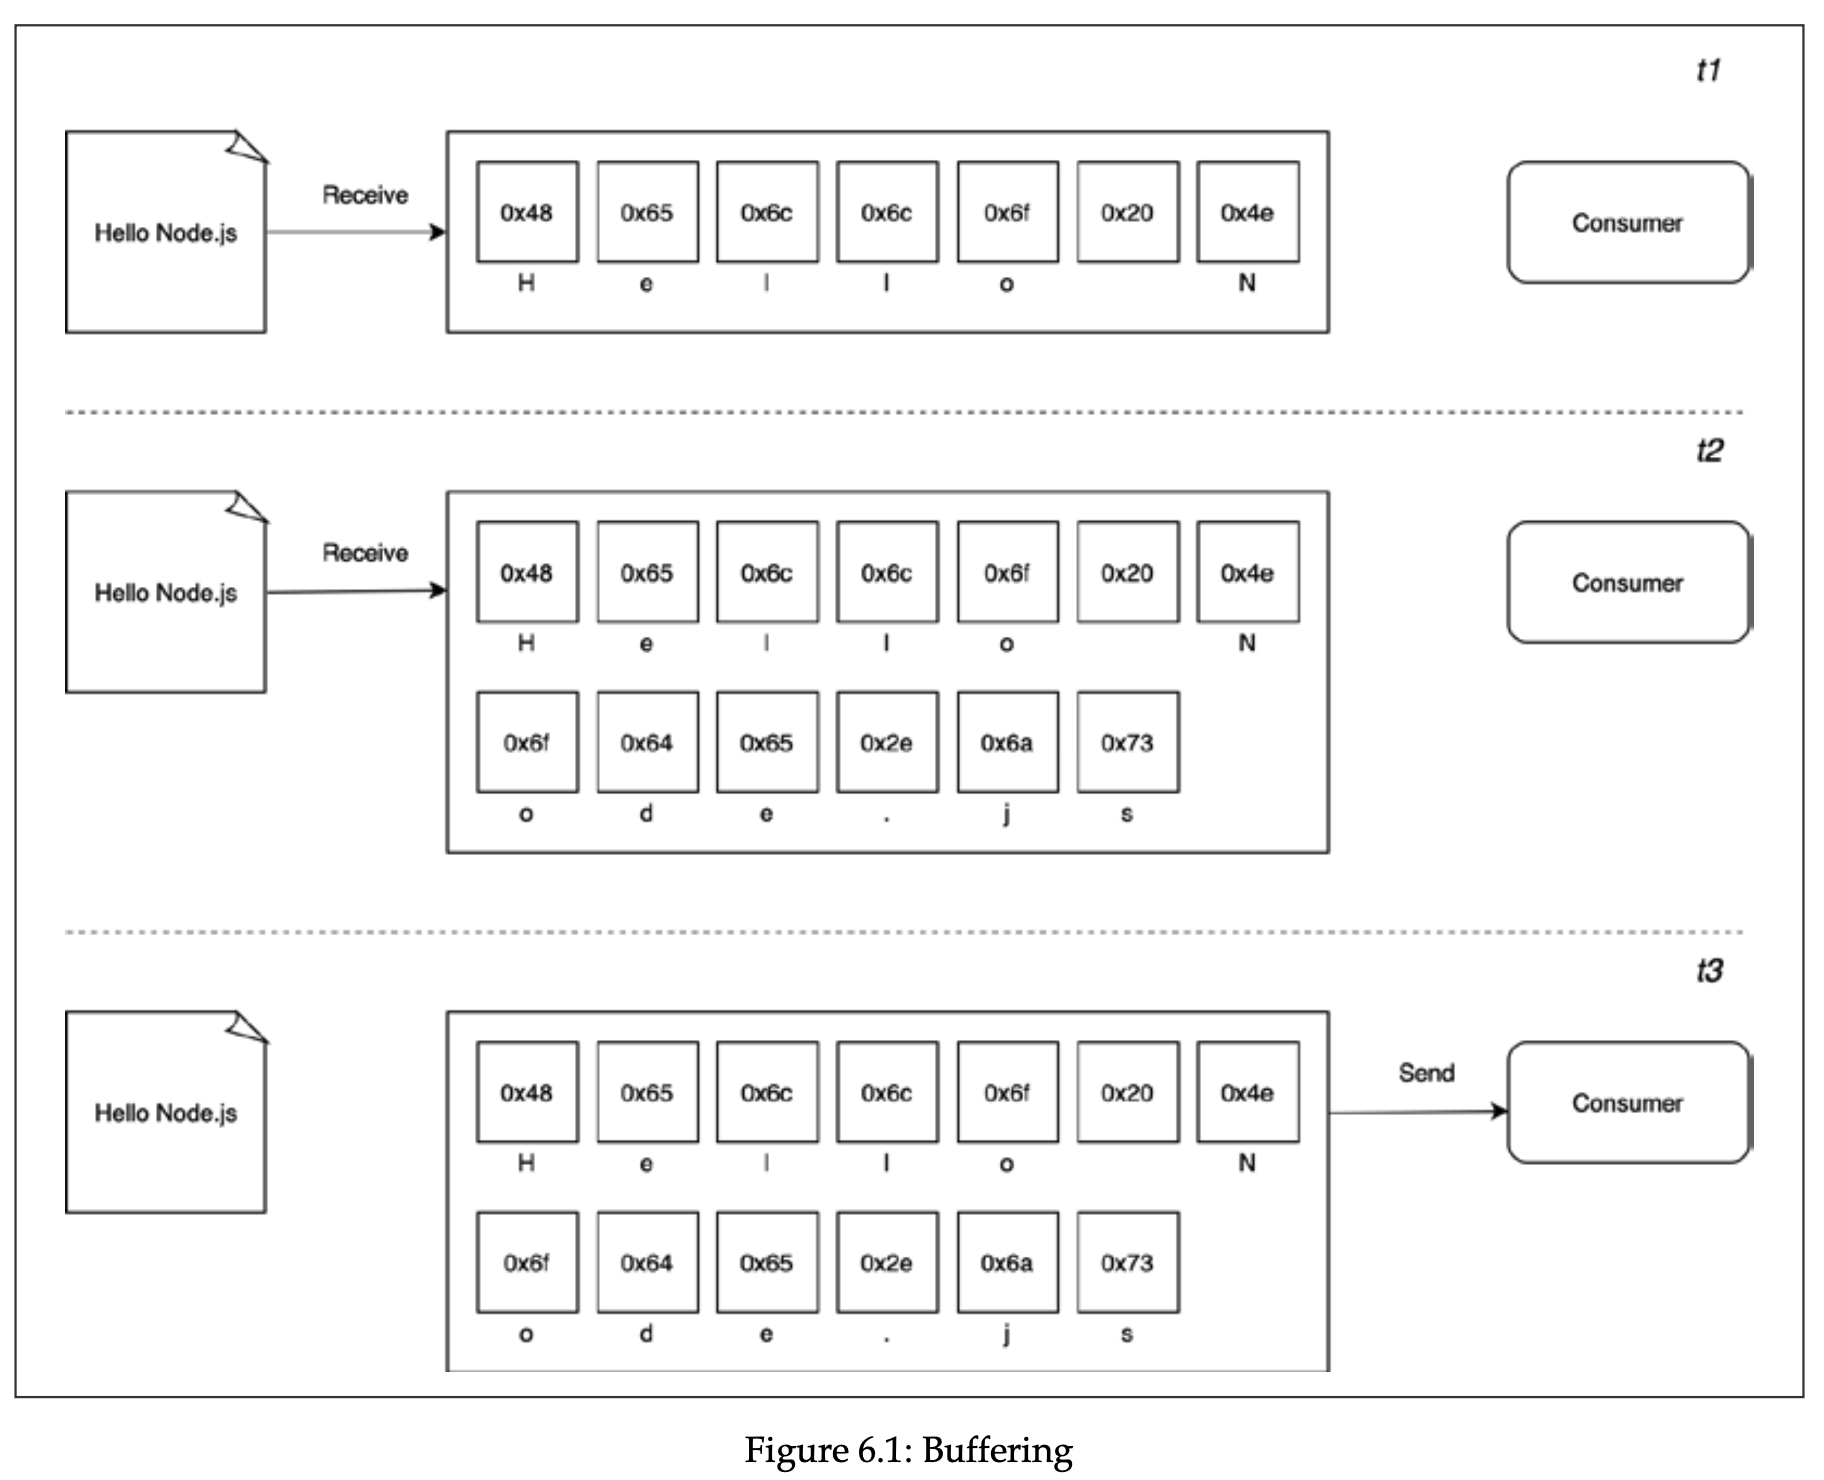 t1
Hello Node.js
Receive
0x48 0x65 0x6c 0x6c 0x6f 0x20 0x4e
H e l l o N
Consumer
t2
Hello Node.js
Receive
0x48 0x65 0x6c 0x6c 0x6f 0x20 0x4e
H e l l o N
0x6f 0x64 0x65 0x2e 0x6a 0x73
o d e . j s
Consumer
t3
Hello Node.js
0x48 0x65 0x6c 0x6c 0x6f 0x20 0x4e
H e l l o N
0x6f 0x64 0x65 0x2e 0x6a 0x73
o d e . j s
Send
Consumer
Figure 6.1: Buffering